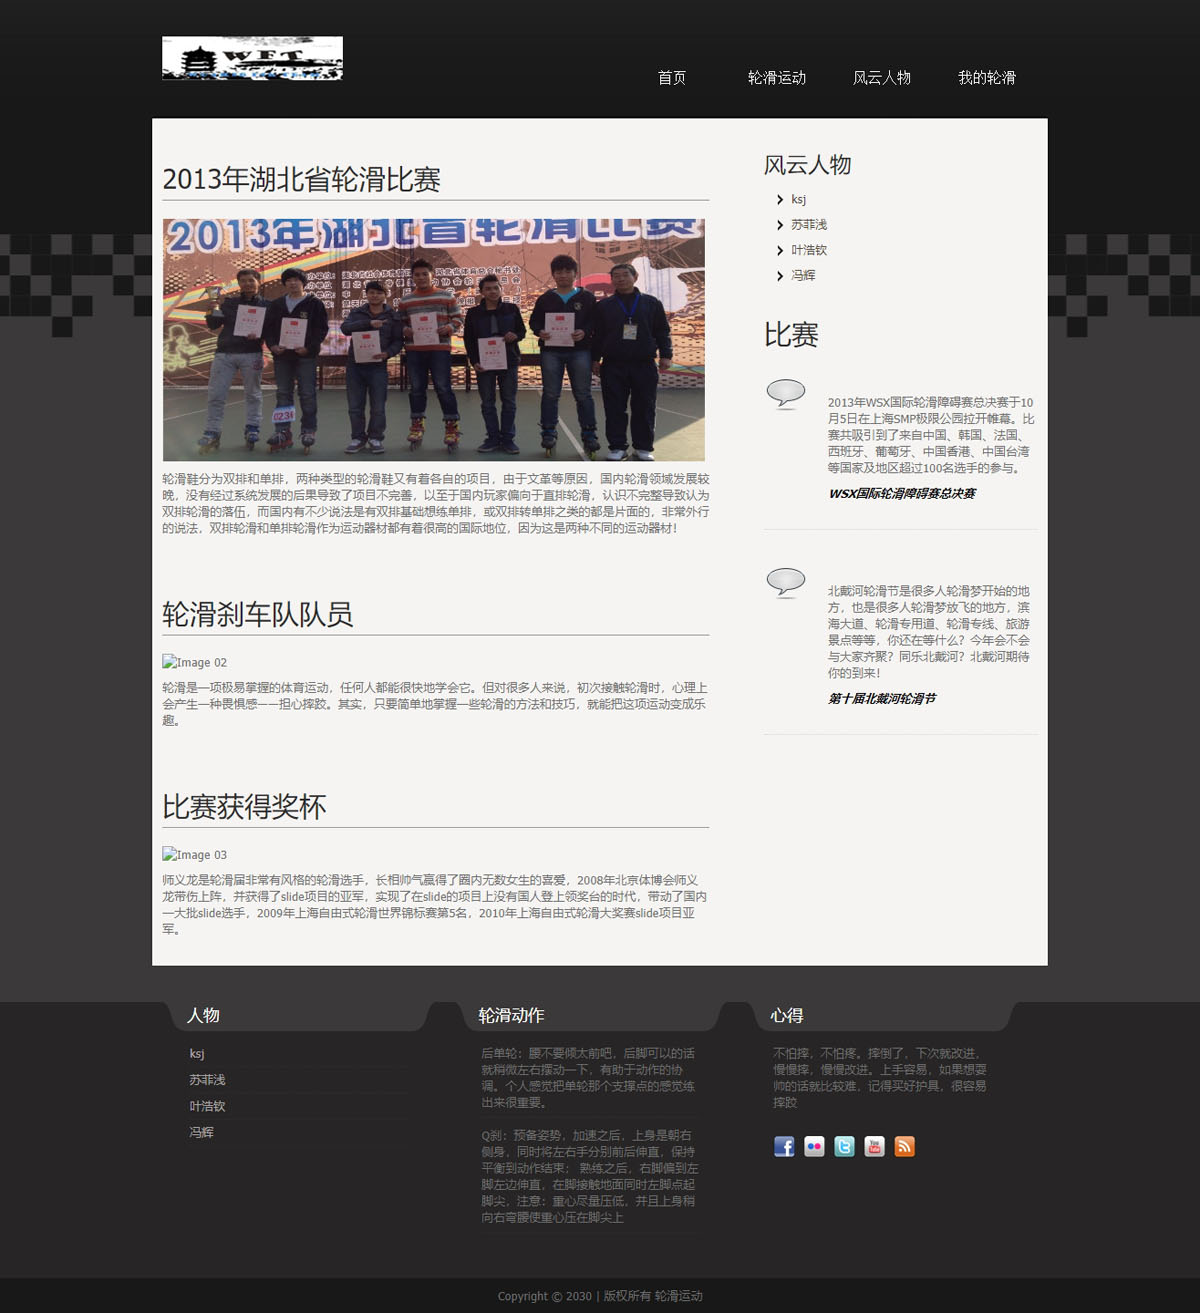 WFT
首页
轮滑运动
风云人物
我的轮滑
2013年湖北省轮滑比赛
2013年湖北省轮滑比赛
轮滑鞋分为双排和单排，两种类型的轮滑鞋又有着各自的项目，由于文革等原因，国内轮滑领域发展较
晚，没有经过系统发展的后果导致了项目不完善，以至于国内玩家偏向于直排轮滑，认识不完整导致认为
双排轮滑的落伍，而国内有不少说法是有双排基础想练单排，或双排转单排之类的都是片面的，非常外行
的说法，双排轮滑和单排轮滑作为运动器材都有着很高的国际地位，因为这是两种不同的运动器材！
轮滑刹车队队员
Image 02
轮滑是一项极易掌握的体育运动，任何人都能很快地学会它。但对很多人来说，初次接触轮滑时，心理上
会产生一种畏惧感——担心摔跤。其实，只要简单地掌握一些轮滑的方法和技巧，就能把这项运动变成乐
趣。
比赛获得奖杯
Image 03
师义龙是轮滑届非常有风格的轮滑选手，长相帅气赢得了圈内无数女生的喜爱，2008年北京体博会师义
龙带伤上阵，并获得了slide项目的亚军，实现了在slide的项目上没有国人登上领奖台的时代，带动了国内
一大批slide选手，2009年上海自由式轮滑世界锦标赛第5名，2010年上海自由式轮滑大奖赛slide项目亚
军。
风云人物
ksj
苏菲浅
叶浩钦
冯辉
比赛
2013年WSX国际轮滑障碍赛总决赛于10
月5日在上海SMP极限公园拉开帷幕。比
赛共吸引到了来自中国、韩国、法国、
西班牙、葡萄牙、中国香港、中国台湾
等国家及地区超过100名选手的参与。
WSX国际轮滑障碍赛总决赛
北戴河轮滑节是很多人轮滑梦开始的地
方，也是很多人轮滑梦放飞的地方，滨
海大道、轮滑专用道、轮滑专线、旅游
景点等等，你还在等什么？今年会不会
与大家齐聚？同乐北戴河？北戴河期待
你的到来！
第十届北戴河轮滑节
人物
ksj
苏菲浅
叶浩钦
冯辉
轮滑动作
后单轮：腰不要倾太前吧，后脚可以的话
就稍微左右摆动一下，有助于动作的协
调。个人感觉把单轮那个支撑点的感觉练
出来很重要。
Q刹：预备姿势，加速之后，上身是朝右
侧身，同时将左右手分别前后伸直，保持
平衡到动作结束； 熟练之后，右脚偏到左
脚左边伸直，在脚接触地面同时左脚点起
脚尖，注意：重心尽量压低，并且上身稍
向右弯腰使重心压在脚尖上
心得
不怕摔，不怕疼。摔倒了，下次就改进，
慢慢摔，慢慢改进。上手容易，如果想耍
帅的话就比较难，记得买好护具，很容易
摔跤
Copyright © 2030 | 版权所有 轮滑运动